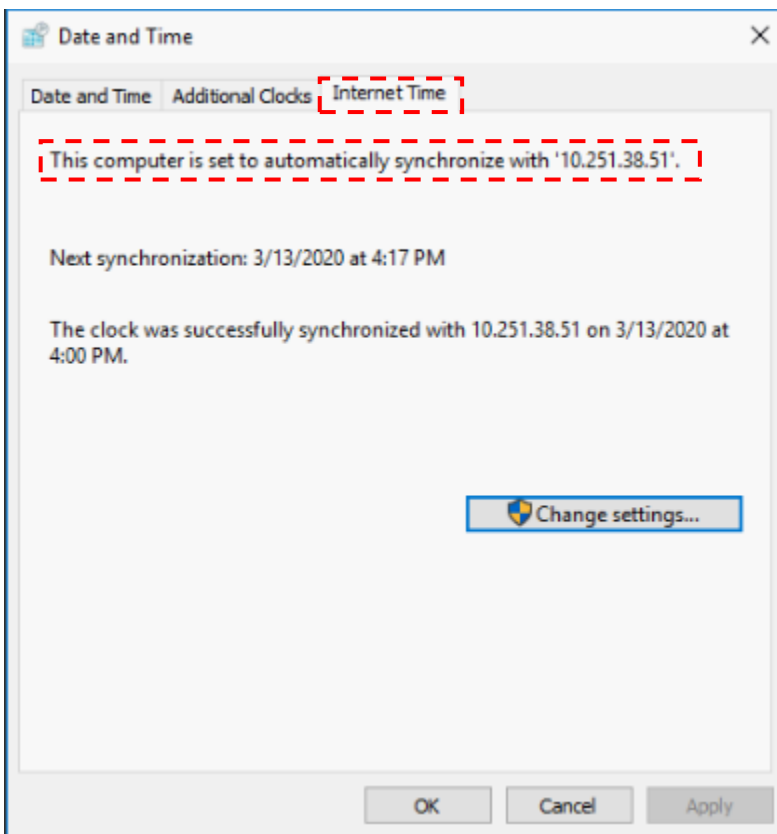 Date and Time
Date and Time
Additional Clocks
Internet Time
This computer is set to automatically synchronize with '10.251.38.51'.
Next synchronization: 3/13/2020 at 4:17 PM
The clock was successfully synchronized with 10.251.38.51 on 3/13/2020 at
4:00 PM.
Change settings...
OK
Cancel
Apply